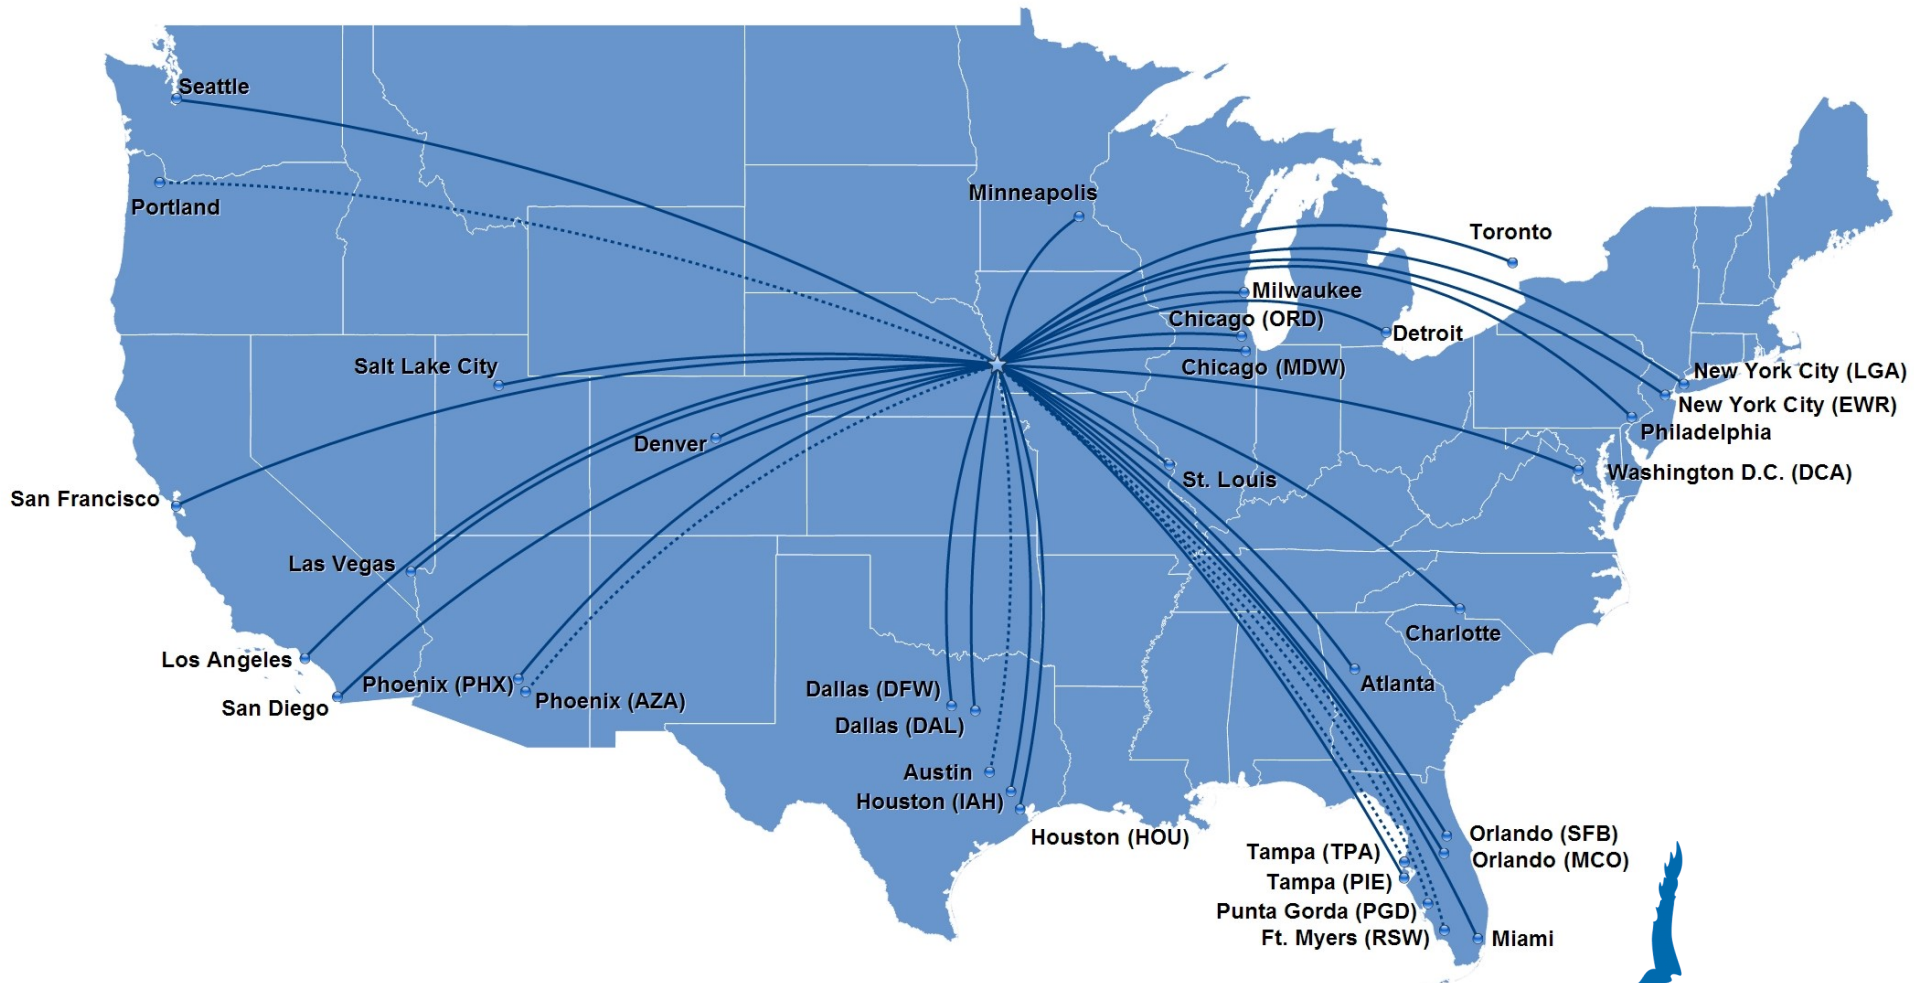 Seattle
Portland
Minneapolis
Toronto
Milwaukee
Chicago (ORD)
Detroit
Chicago (MDW)
Salt Lake City
New York City (LGA)
New York City (EWR)
Philadelphia
Denver
Washington D.C. (DCA)
St. Louis
San Francisco
Las Vegas
Charlotte
Los Angeles
Phoenix (PHX)
Atlanta
Dallas (DFW)
Phoenix (AZA)
San Diego
Dallas (DAL)
Austin
Houston (IAH)
Houston (HOU)
Orlando (SFB)
Tampa (TPA)
Orlando (MCO)
Tampa (PIE)
Punta Gorda (PGD)
Ft. Myers (RSW)
Miami